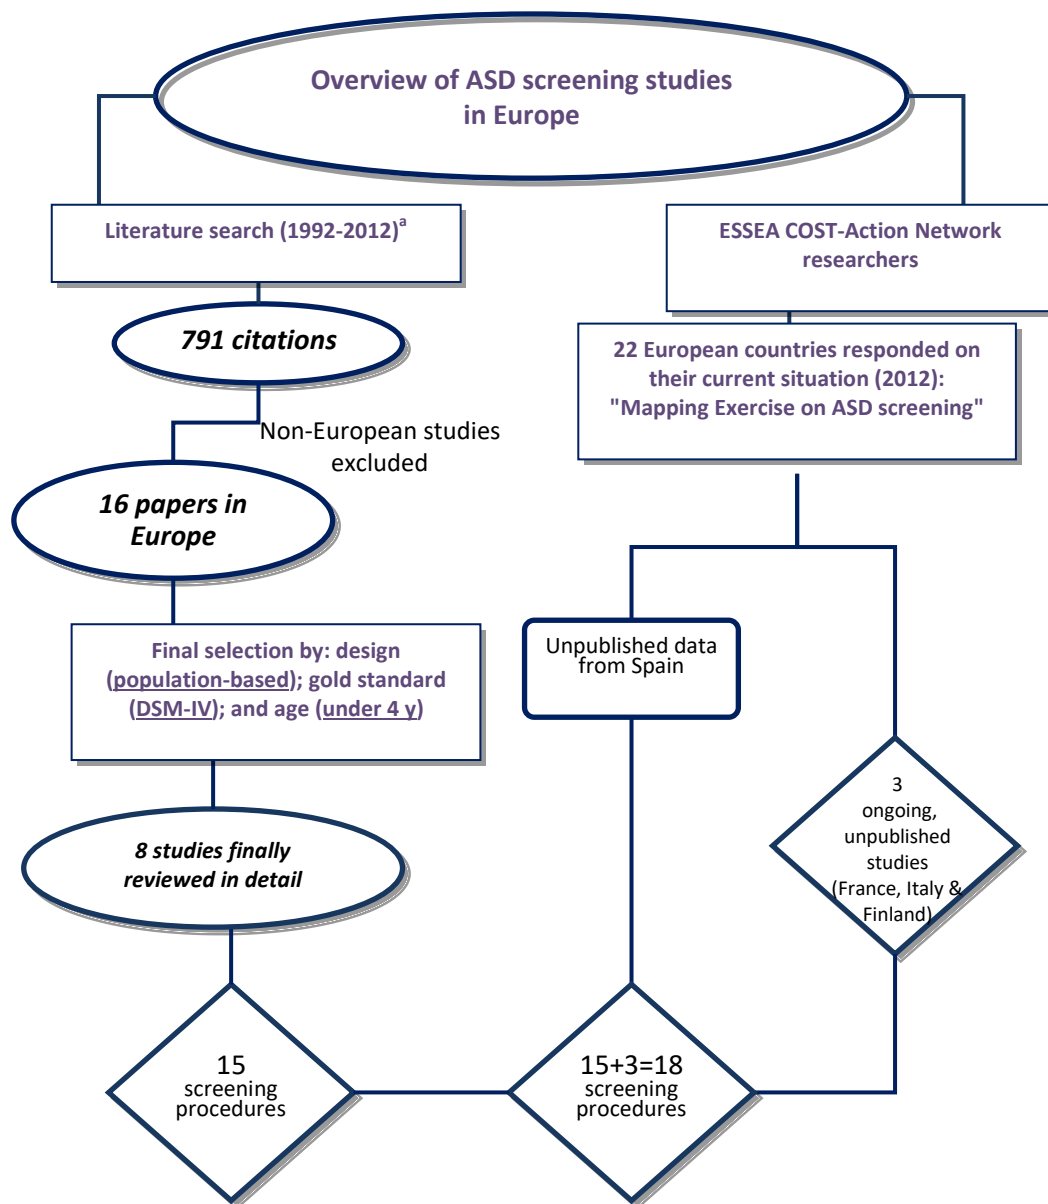 Overview of ASD screening studies
in Europe
Literature search (1992-2012)a
791 citations
Non-European studies
excluded
16 papers in
Europe
Final selection by: design
(population-based); gold standard
(DSM-IV); and age (under 4 y)
8 studies finally
reviewed in detail
15
screening
procedures
ESSEA COST-Action Network
researchers
22 European countries responded on
their current situation (2012):
"Mapping Exercise on ASD screening"
Unpublished data
from Spain
3
ongoing,
unpublished
studies
(France, Italy &
Finland)
15+3=18
screening
procedures